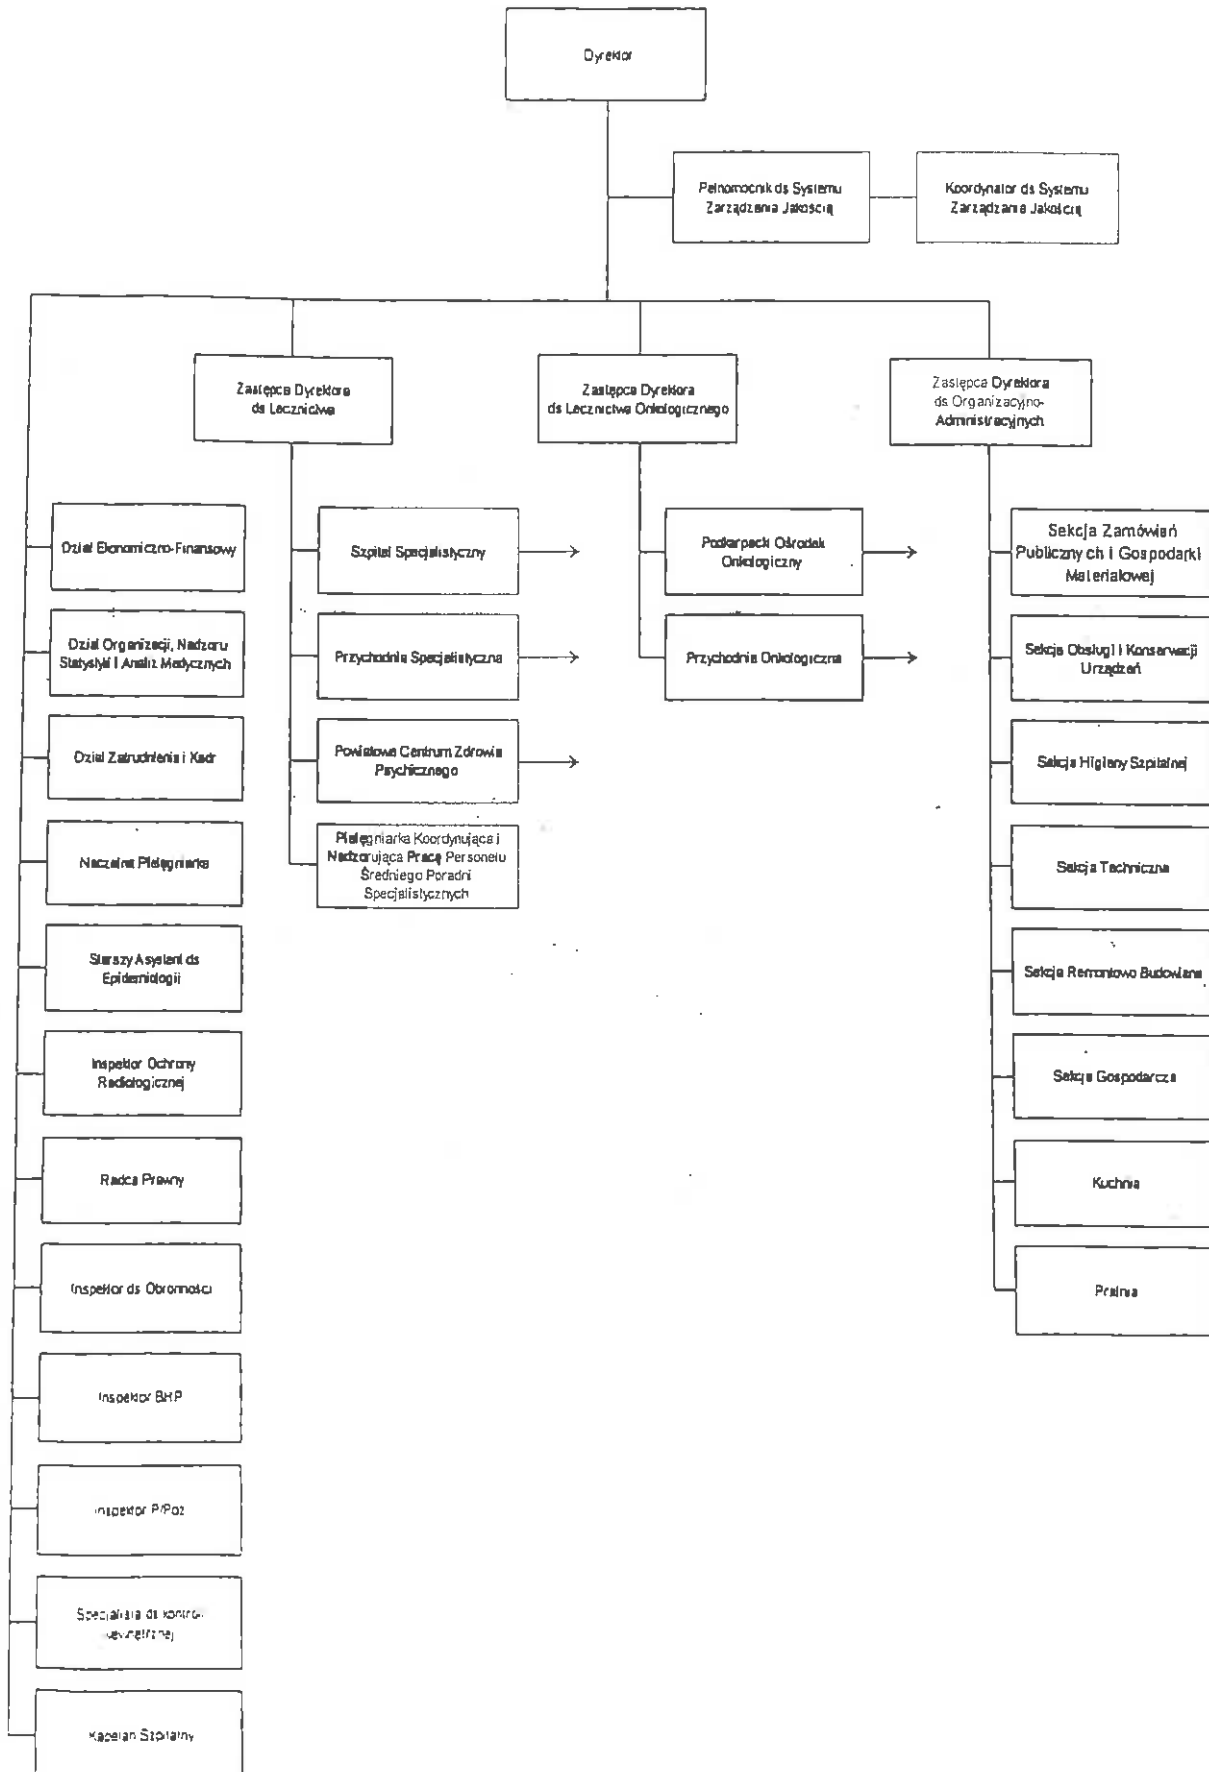 Dyrektor
Pełnomocnik ds Systemu
Zarządzania Jakością
Koordynator ds Systemu
Zarządzania Jakością
Zastępca Dyrektora
ds Lecznictwa
Zastępca Dyrektora
ds Lecznictwa Onkologicznego
Zastępca Dyrektora
ds Organizacyjno-
Administracyjnych
Dział Ekonomiczno-Finansowy
Dział Organizacji, Nadzoru
Statystyki i Analiz Medycznych
Dział Zatrudnienia i Kadr
Naczelna Pielęgniarka
Starszy Asystent ds
Epidemiologii
Inspektor Ochrony
Radiologicznej
Radca Prawny
Inspektor ds Obronności
Inspektor BHP
Inspektor P/Poż
Specjalista ds kontroli
wewnętrznej
Kapelan Szpitalny
Szpital Specjalistyczny
Przychodnia Specjalistyczna
Powiatowe Centrum Zdrowia
Psychicznego
Pielęgniarka Koordynująca i
Nadzorująca Pracę Personelu
Średniego Poradni
Specjalistycznych
Podkarpacki Ośrodek
Onkologiczny
Przychodnia Onkologiczna
Sekcja Zamówień
Publicznych i Gospodarki
Materiałowej
Sekcja Obsługi i Konserwacji
Urządzeń
Sekcja Higieny Szpitalnej
Sekcja Techniczna
Sekcja Remontowo Budowlana
Sekcja Gospodarcza
Kuchnia
Pralnia